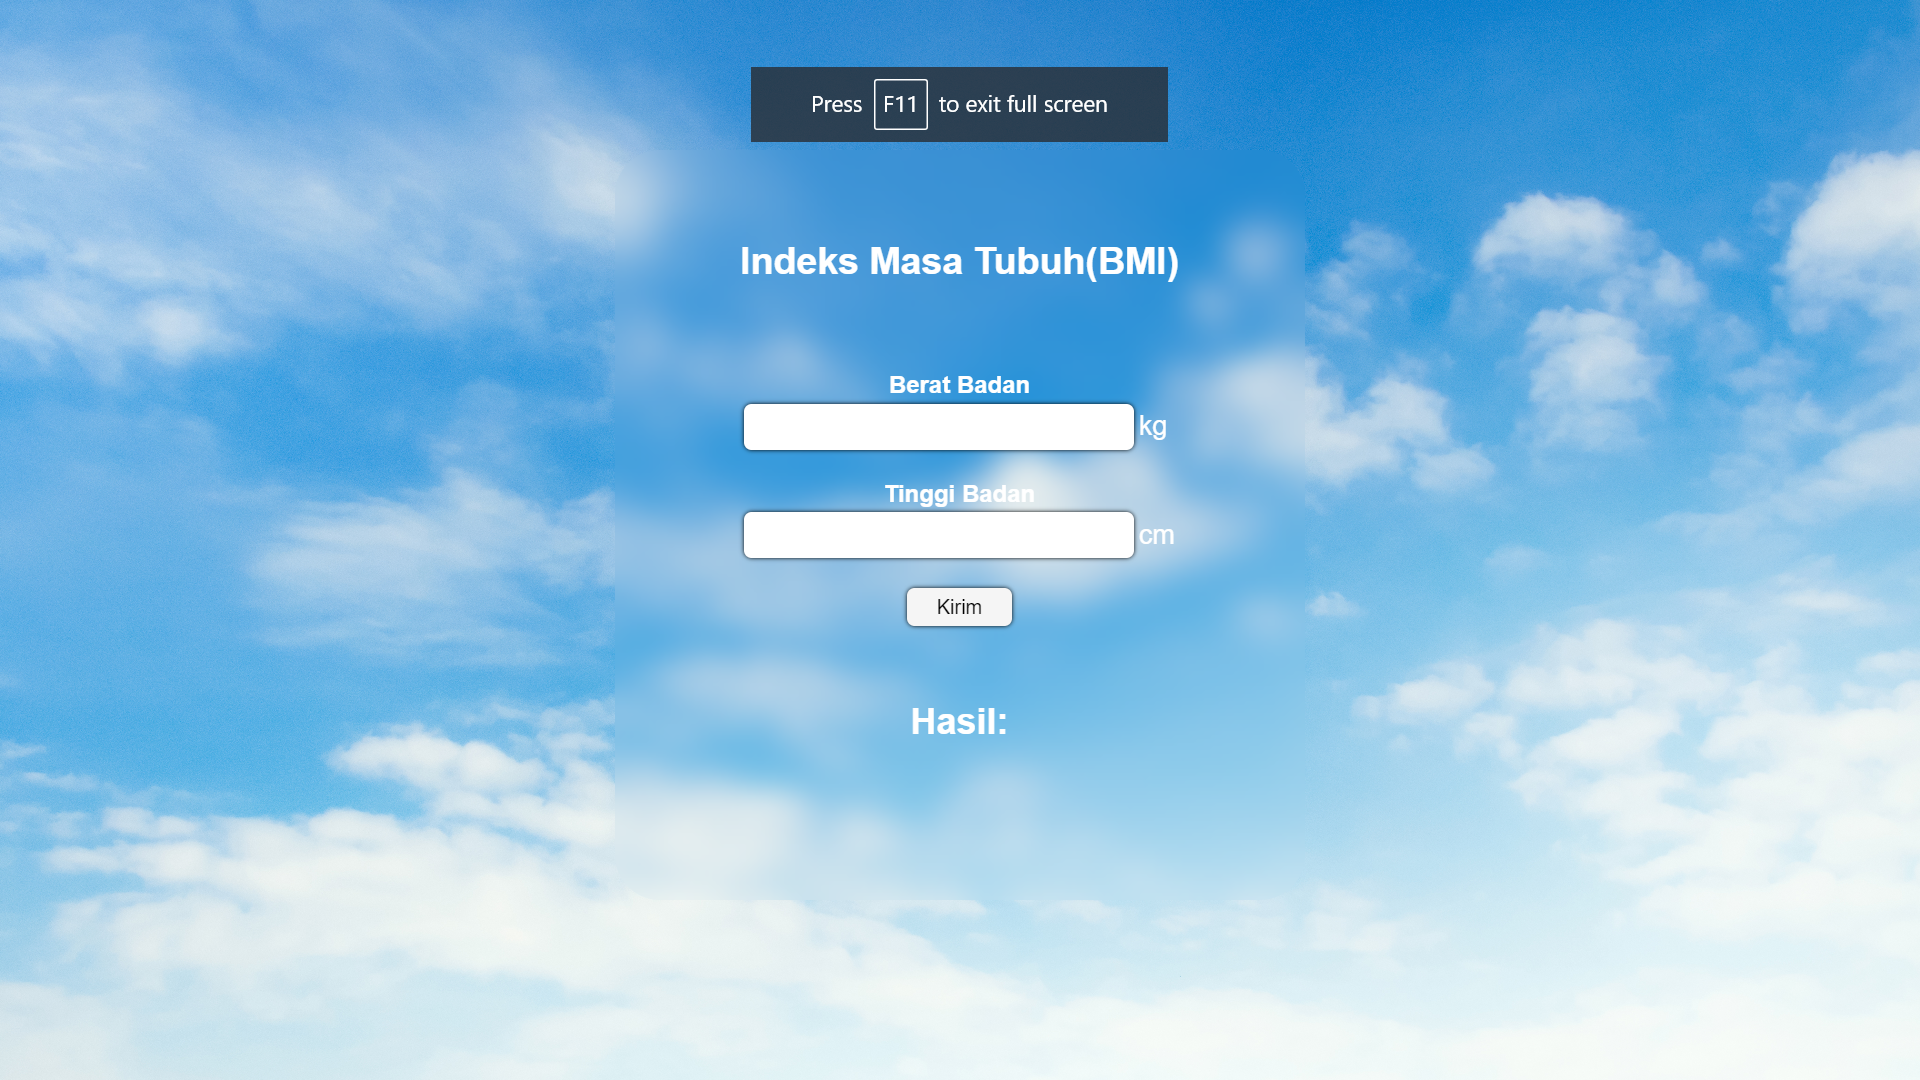 Press F11 to exit full screen
Indeks Masa Tubuh(BMI)
Berat Badan
kg
Tinggi Badan
cm
Kirim
Hasil: